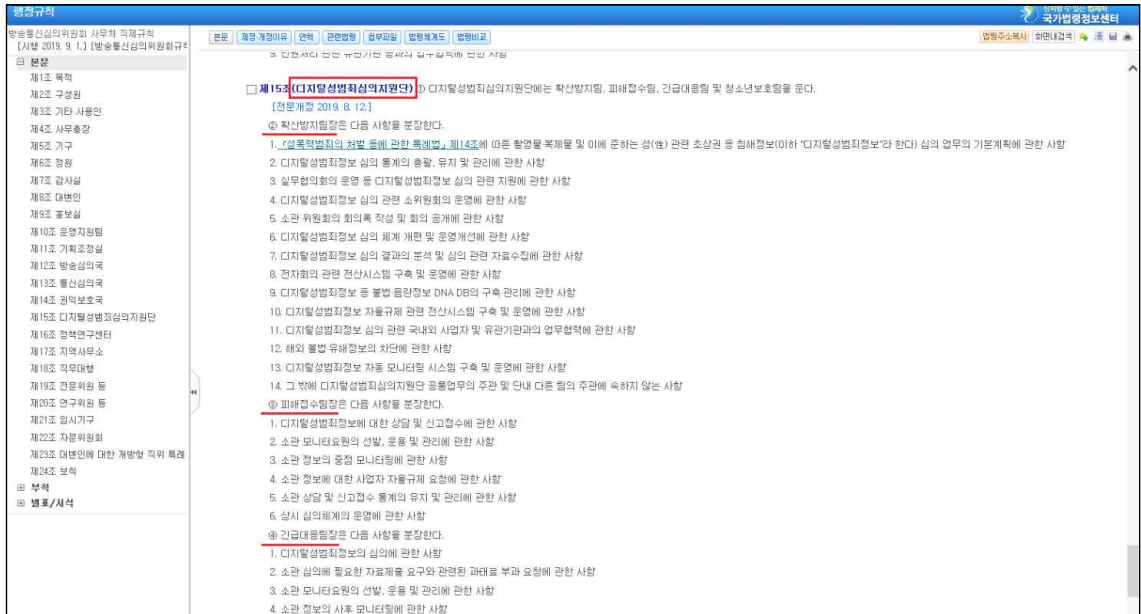 행정규칙
국가법령정보센터
방송통신심의위원회 사무처 직제규칙
[시행 2019. 9. 1.] [방송통신심의위원회규칙
본문 제정·개정이유 연혁 관련법령 첨부파일 법령체계도 법령비교
법령주소복사 화면내검색
본문
제1조 목적
제2조 구성원
제3조 기타 사용인
제4조 사무총장
제5조 기구
제6조 정원
제7조 감사실
제8조 대변인
제9조 홍보실
제10조 운영지원팀
제11조 기획조정실
제12조 방송심의국
제13조 통신심의국
제14조 권익보호국
제15조 디지털성범죄심의지원단
제16조 정책연구센터
제17조 지역사무소
제18조 직무대행
제19조 전문위원 등
제20조 연구위원 등
제21조 임시기구
제22조 자문위원회
제23조 대변인에 대한 개방형 직위 특례
제24조 보칙
부칙
별표/서식
제15조(디지털성범죄심의지원단) ① 디지털성범죄심의지원단에는 확산방지팀, 피해접수팀, 긴급대응팀 및 청소년보호팀을 둔다.
[전문개정 2019. 8. 12.]
② 확산방지팀장은 다음 사항을 분장한다.
1. 「성폭력범죄의 처벌 등에 관한 특례법」 제14조에 따른 촬영물·복제물 및 이에 준하는 성(性) 관련 초상권 등 침해정보(이하 "디지털성범죄정보"라 한다) 심의 업무의 기본계획에 관한 사항
2. 디지털성범죄정보 심의 통계의 총괄, 유지 및 관리에 관한 사항
3. 실무협의회의 운영 등 디지털성범죄정보 심의 관련 지원에 관한 사항
4. 디지털성범죄정보 심의 관련 소위원회의 운영에 관한 사항
5. 소관 위원회의 회의록 작성 및 회의 공개에 관한 사항
6. 디지털성범죄정보 심의 체계 개편 및 운영개선에 관한 사항
7. 디지털성범죄정보 심의 결과의 분석 및 심의 관련 자료수집에 관한 사항
8. 전자회의 관련 전산시스템 구축 및 운영에 관한 사항
9. 디지털성범죄정보 등 불법·음란정보 DNA DB의 구축·관리에 관한 사항
10. 디지털성범죄정보 자율규제 관련 전산시스템 구축 및 운영에 관한 사항
11. 디지털성범죄정보 심의 관련 국내외 사업자 및 유관기관과의 업무협력에 관한 사항
12. 해외 불법·유해정보의 차단에 관한 사항
13. 디지털성범죄정보 자동 모니터링 시스템 구축 및 운영에 관한 사항
14. 그 밖에 디지털성범죄심의지원단 공통업무의 주관 및 단내 다른 팀의 주관에 속하지 않는 사항
③ 피해접수팀장은 다음 사항을 분장한다.
1. 디지털성범죄정보에 대한 상담 및 신고접수에 관한 사항
2. 소관 모니터요원의 선발, 운용 및 관리에 관한 사항
3. 소관 정보의 중점 모니터링에 관한 사항
4. 소관 정보에 대한 사업자 자율규제 요청에 관한 사항
5. 소관 상담 및 신고접수 통계의 유지 및 관리에 관한 사항
6. 상시 심의체계의 운영에 관한 사항
④ 긴급대응팀장은 다음 사항을 분장한다.
1. 디지털성범죄정보의 심의에 관한 사항
2. 소관 심의에 필요한 자료제출 요구와 관련된 과태료 부과 요청에 관한 사항
3. 소관 모니터요원의 선발, 운용 및 관리에 관한 사항
4. 소관 정보의 사후 모니터링에 관한 사항